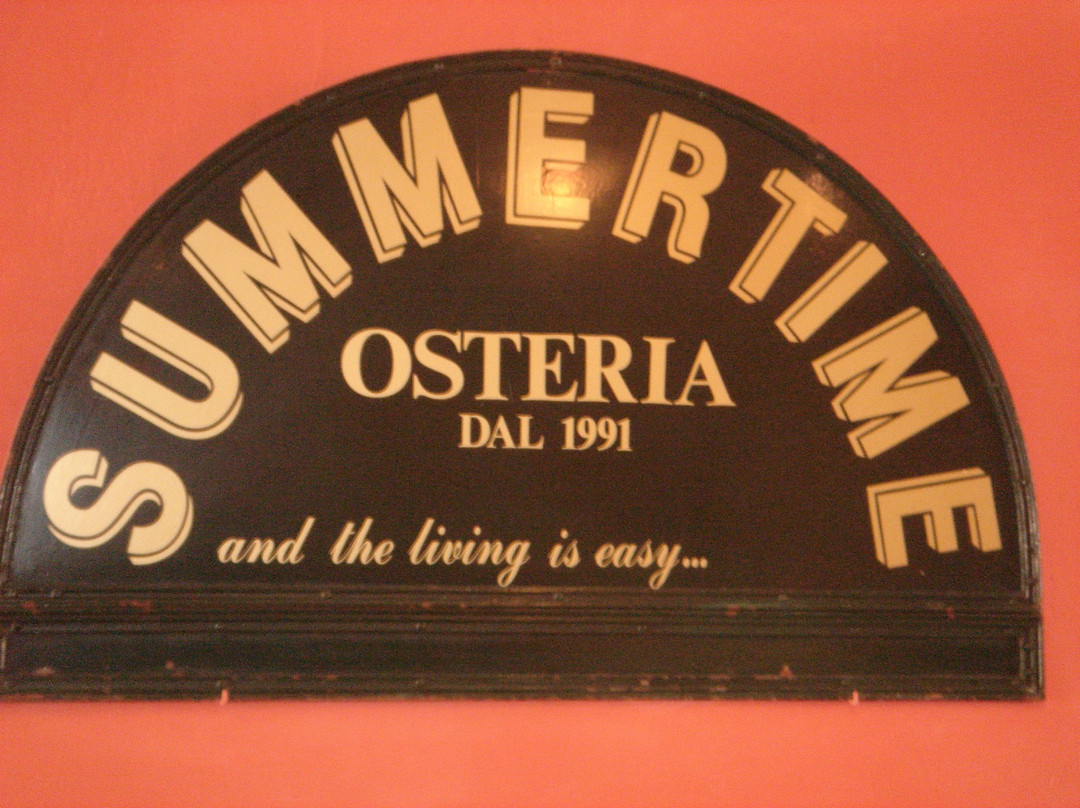 SUMMERTIME
OSTERIA
DAL 1991
and the living is easy...